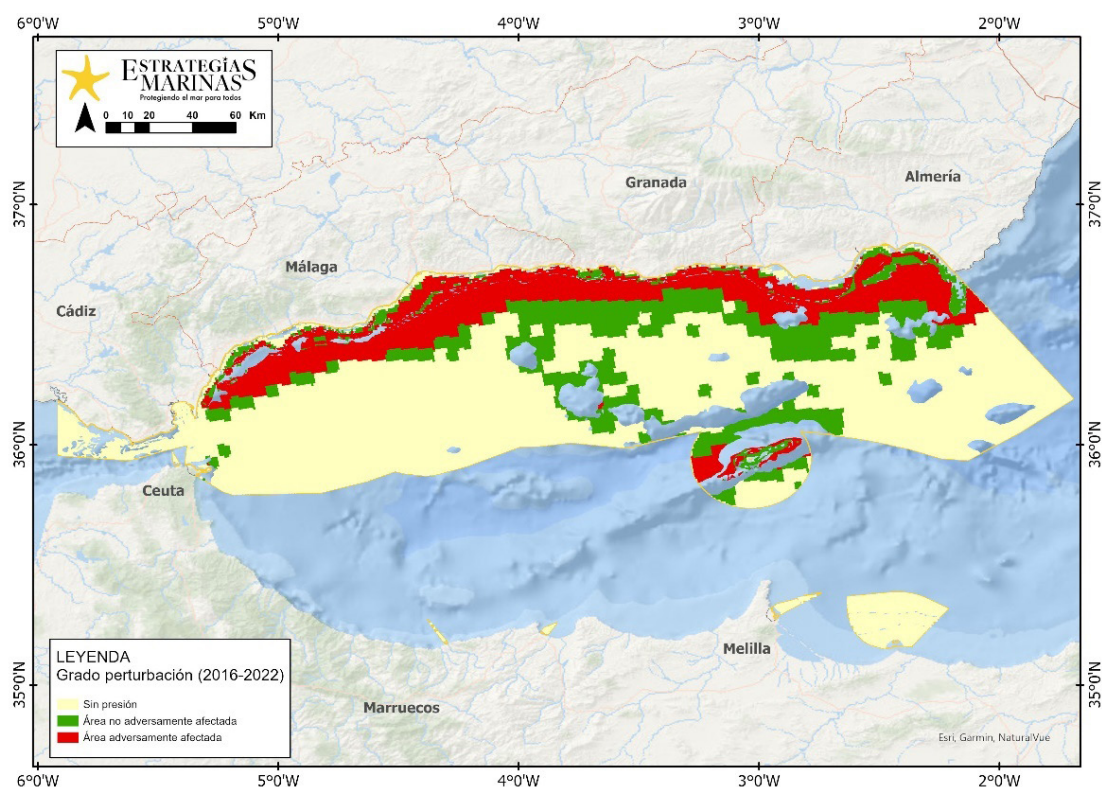 6°0'W 5°0'W 4°0'W 3°0'W 2°0'W
ESTRATEGIAS
MARINAS
Protegiendo el mar para todos
0 10 20 40 60 Km
37°0'N 37°0'N
Granada
Almería
Málaga
Cádiz
36°0'N 36°0'N
Ceuta
Melilla
LEYENDA
Grado perturbación (2016-2022)
Sin presión
Área no adversamente afectada
Área adversamente afectada
35°0'N 35°0'N
Marruecos
Esri, Garmin, NaturalVue
6°0'W 5°0'W 4°0'W 3°0'W 2°0'W